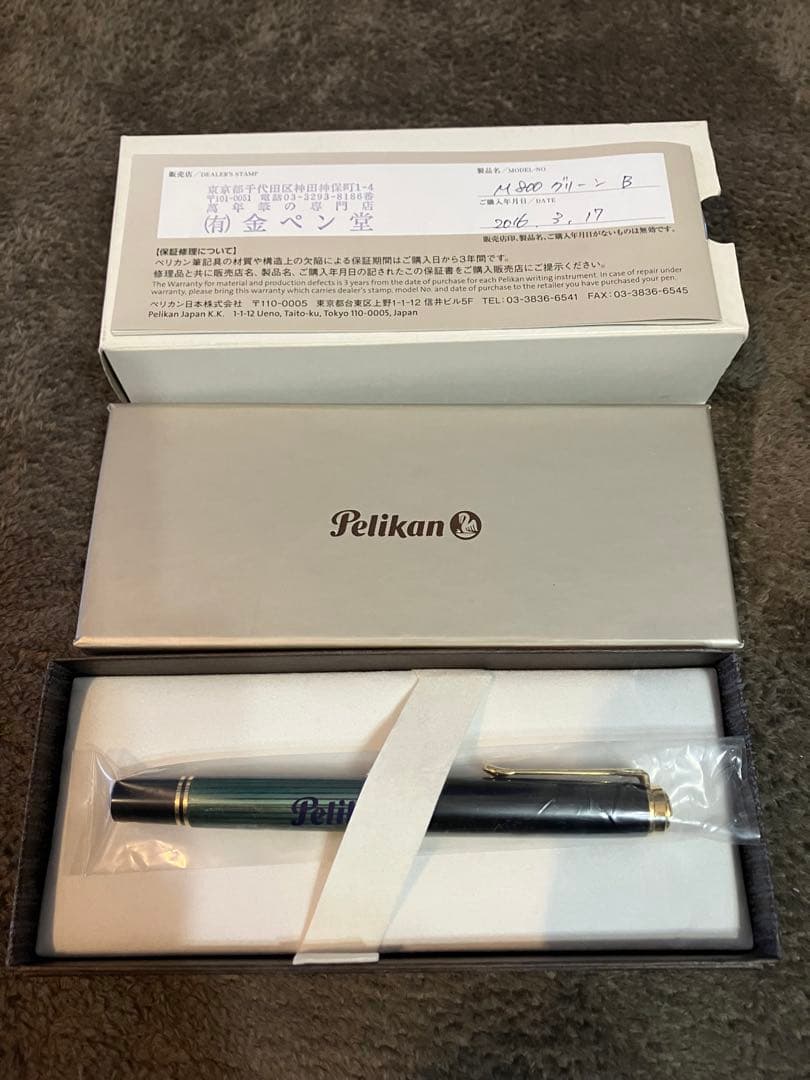 販売店／DEALER'S STAMP
東京都千代田区神田神保町1-4
〒101-0051 電話03-3293-8186番
萬年筆の専門店
(有)金ペン堂
製品名／MODEL-NO
M800 グリーン B
ご購入年月日／DATE
2016. 3. 17
販売店印、製品名、ご購入年月日がないものは無効です。
【保証修理について】
ペリカン筆記具の材質や構造上の欠陥による保証期間はご購入日から3年間です。
修理品と共に販売店名、製品名、ご購入年月日の記されたこの保証書をご購入販売店にご提示ください。
The Warranty for material and production defects is 3 years from the date of purchase for each Pelikan writing instrument. In case of repair under
warranty, please bring this warranty which carries dealer's stamp, model No. and date of purchase to the retailer you have purchased your pen.
ペリカン日本株式会社 〒110-0005 東京都台東区上野1-1-12 信井ビル5F TEL:03-3836-6541 FAX:03-3836-6545
Pelikan Japan K.K. 1-1-12 Ueno, Taito-ku, Tokyo 110-0005, Japan
Pelikan